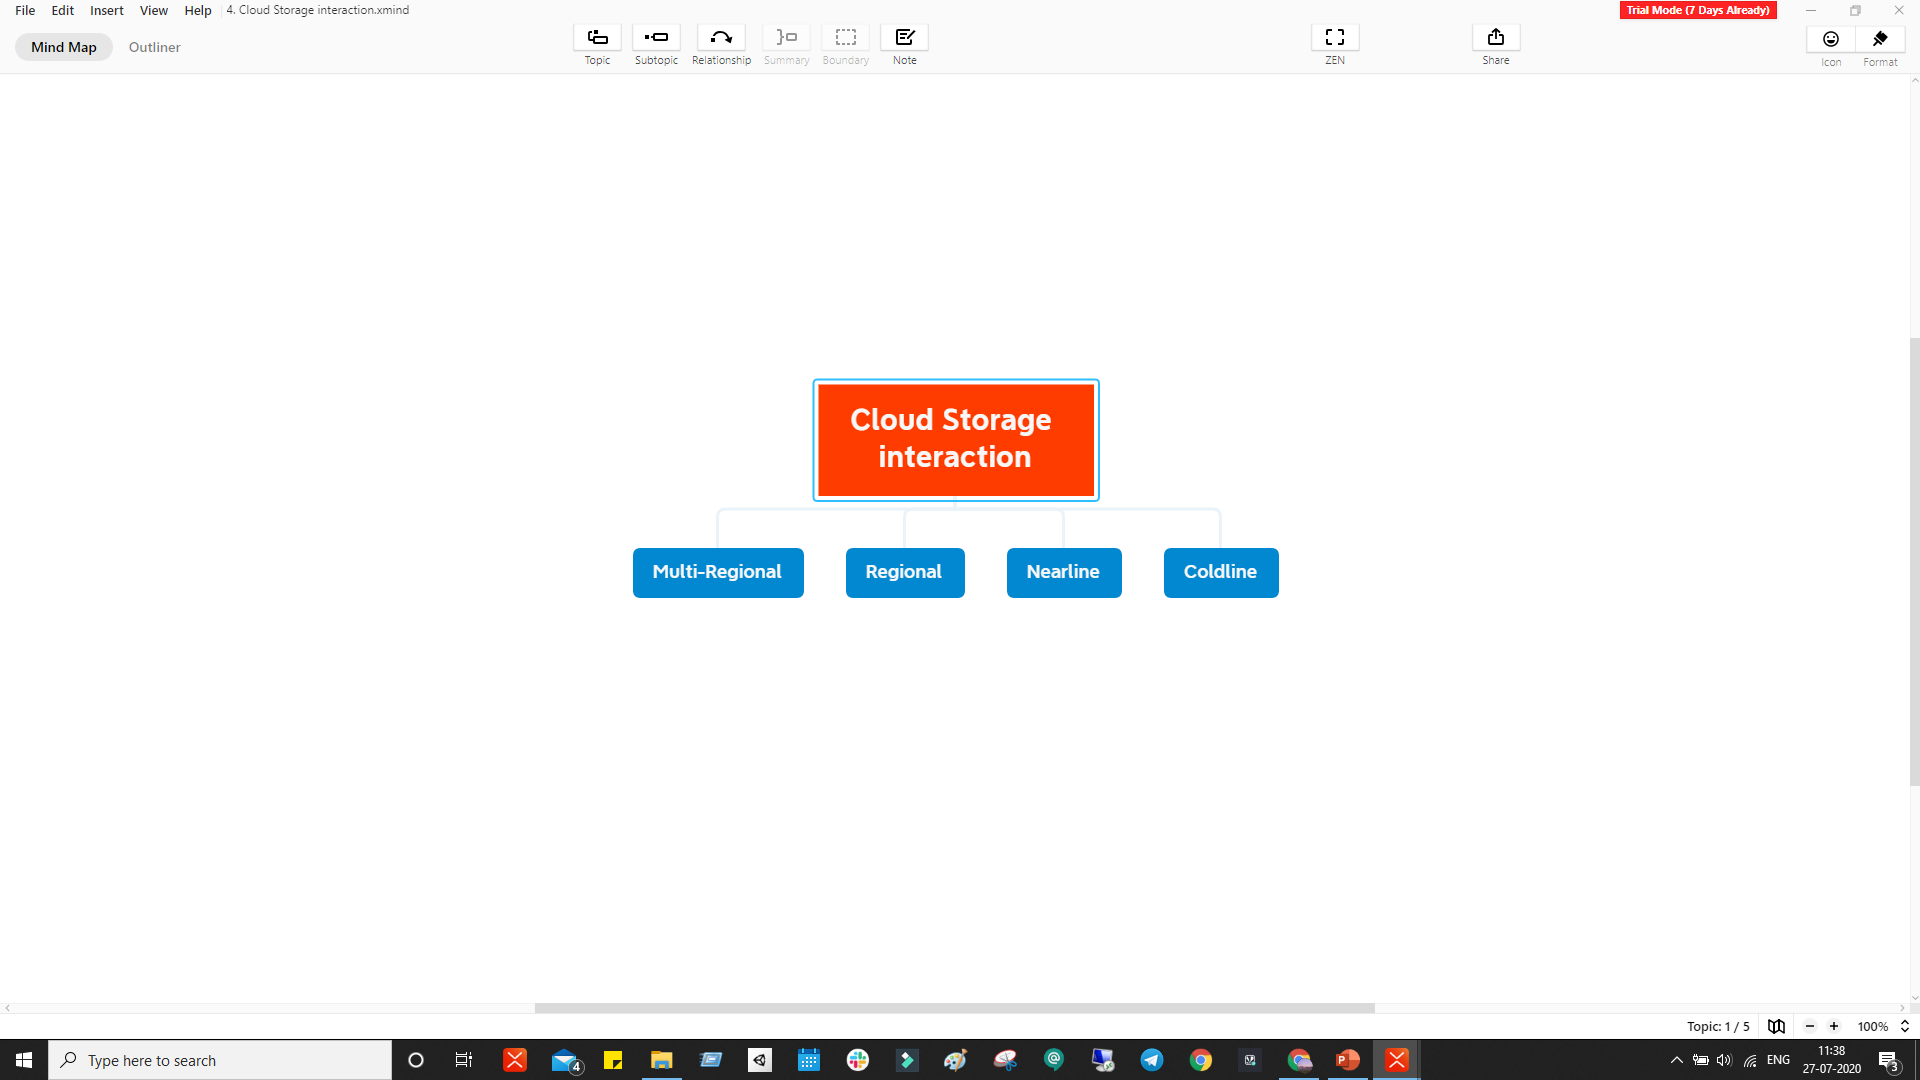 File Edit Insert View Help 4. Cloud Storage interaction.xmind
Trial Mode (7 Days Already)
Mind Map Outliner
Topic Subtopic Relationship Summary Boundary Note ZEN Share Icon Format
Cloud Storage
interaction
Multi-Regional Regional Nearline Coldline
Topic: 1 / 5 100%
Type here to search
4
ENG
11:38
27-07-2020
3